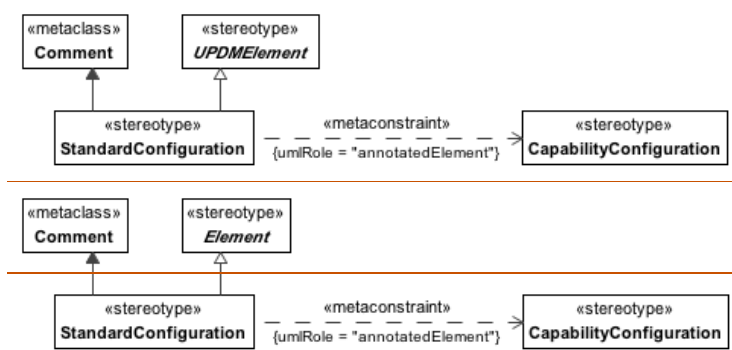 «metaclass»
Comment
«stereotype»
UPDMElement
«stereotype»
StandardConfiguration
«metaconstraint»
{umlRole = "annotatedElement"}
«stereotype»
CapabilityConfiguration
«metaclass»
Comment
«stereotype»
Element
«stereotype»
StandardConfiguration
«metaconstraint»
{umlRole = "annotatedElement"}
«stereotype»
CapabilityConfiguration